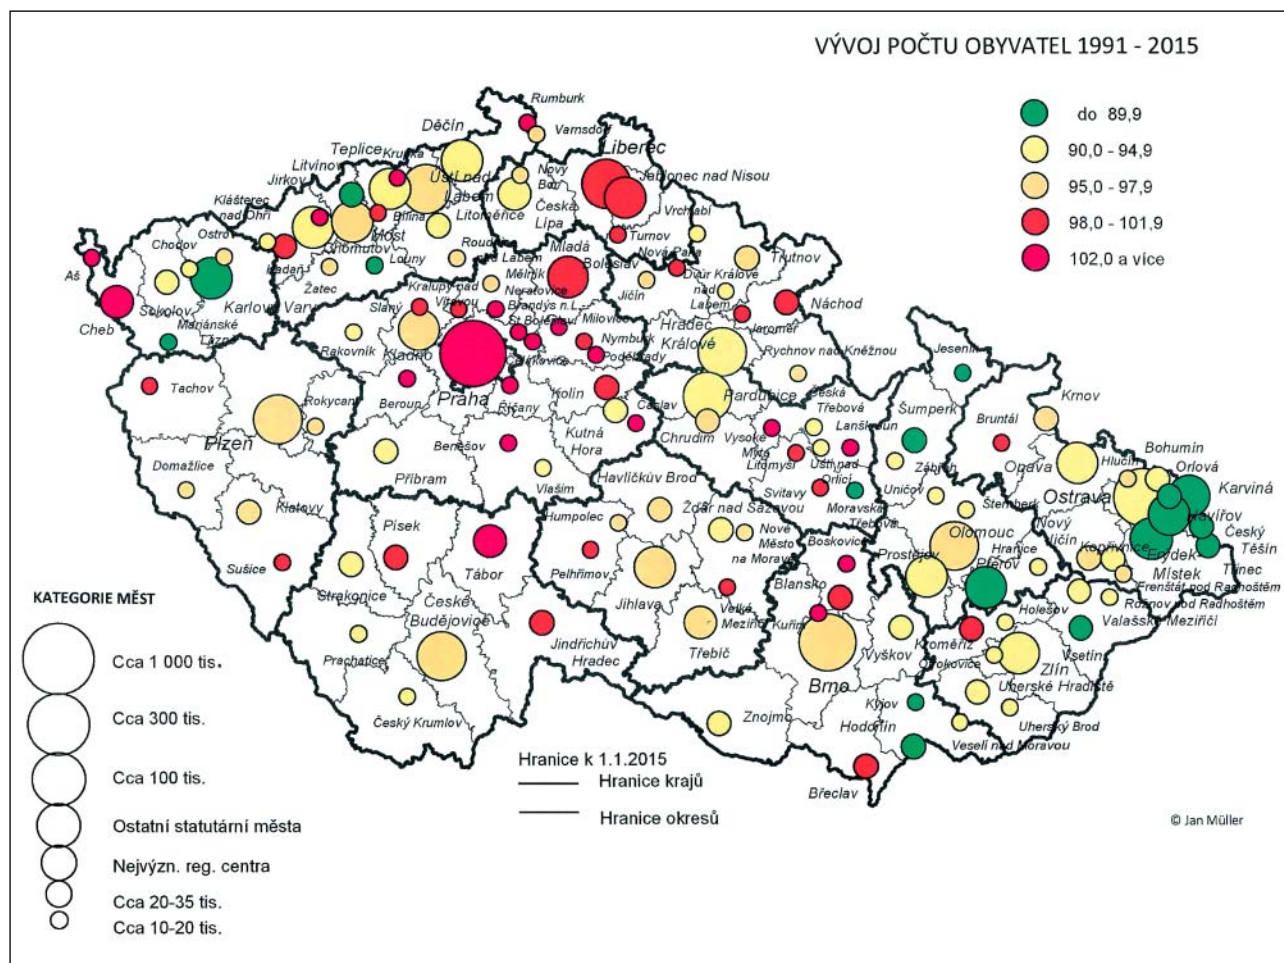 VÝVOJ POČTU OBYVATEL 1991 - 2015
do 89,9
90,0 - 94,9
95,0 - 97,9
98,0 - 101,9
102,0 a více
Rumburk
Varnsdorf
Děčín
Liberec
Teplice
Krupka
Litvínov
Ústí nad
Labem
Jirkov
Nový
Bor
Jablonec nad Nisou
Klášterec
nad Ohří
Bílina
Litoměřice
Česká
Lípa
Vrchlabí
Chodov
Ostrov
Most
Chomutov
Roudnice
nad Labem
Mladá
Boleslav
Turnov
Nová Paka
Trutnov
Aš
Kadaň
Louny
Žatec
Mělník
Neratovice
Jičín
Dvůr Králové
nad
Labem
Cheb
Sokolov
Karlovy Vary
Mariánské
Lázně
Slaný
Kralupy nad
Vltavou
Brandýs n.L.-
St.Boleslav
Milovice
Náchod
Jaroměř
Rakovník
Kladno
Nymburk
Poděbrady
Hradec
Králové
Čelákovice
Rychnov nad Kněžnou
Jeseník
Tachov
Beroun
Praha
Říčany
Kolín
Čáslav
Pardubice
Česká
Třebová
Šumperk
Krnov
Rokycany
Plzeň
Benešov
Kutná
Hora
Chrudim
Vysoké
Mýto
Lanškroun
Bruntál
Bohumín
Domažlice
Příbram
Vlašim
Havlíčkův Brod
Litomyšl
Ústí nad
Orlicí
Zábřeh
Opava
Hlučín
Orlová
Karviná
Klatovy
Svitavy
Moravská
Třebová
Uničov
Šternberk
Ostrava
Havířov
Písek
Humpolec
Žďár nad Sázavou
Nové
Město
na Moravě
Boskovice
Olomouc
Nový
Jičín
Český
Těšín
Sušice
Tábor
Pelhřimov
Prostějov
Hranice
Kopřivnice
Frýdek-
Místek
Třinec
Strakonice
České
Budějovice
Jihlava
Blansko
Přerov
Frenštát pod Radhoštěm
Rožnov pod Radhoštěm
Prachatice
Jindřichův
Hradec
Velké
Meziříčí
Kuřim
Holešov
Valašské Meziříčí
Třebíč
Vyškov
Kroměříž
Otrokovice
Vsetín
Zlín
Český Krumlov
Brno
Uherské Hradiště
Znojmo
Hodonín
Kyjov
Uherský Brod
Veselí nad Moravou
Břeclav
KATEGORIE MĚST
Cca 1 000 tis.
Cca 300 tis.
Cca 100 tis.
Ostatní statutární města
Nejvýzn. reg. centra
Cca 20-35 tis.
Cca 10-20 tis.
Hranice k 1.1.2015
Hranice krajů
Hranice okresů
© Jan Müller